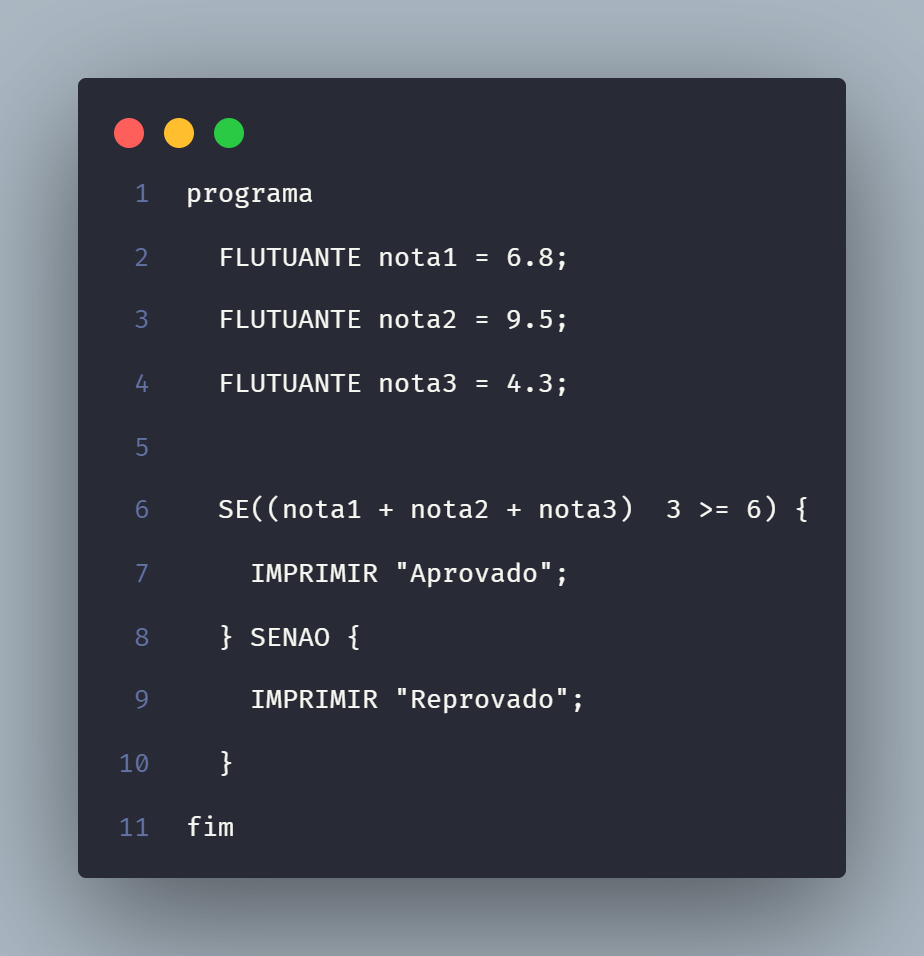 1 programa
2 FLUTUANTE nota1 = 6.8;
3 FLUTUANTE nota2 = 9.5;
4 FLUTUANTE nota3 = 4.3;
5
6 SE((nota1 + nota2 + nota3)  3 >= 6) {
7 IMPRIMIR "Aprovado";
8 } SENAO {
9 IMPRIMIR "Reprovado";
10 }
11 fim